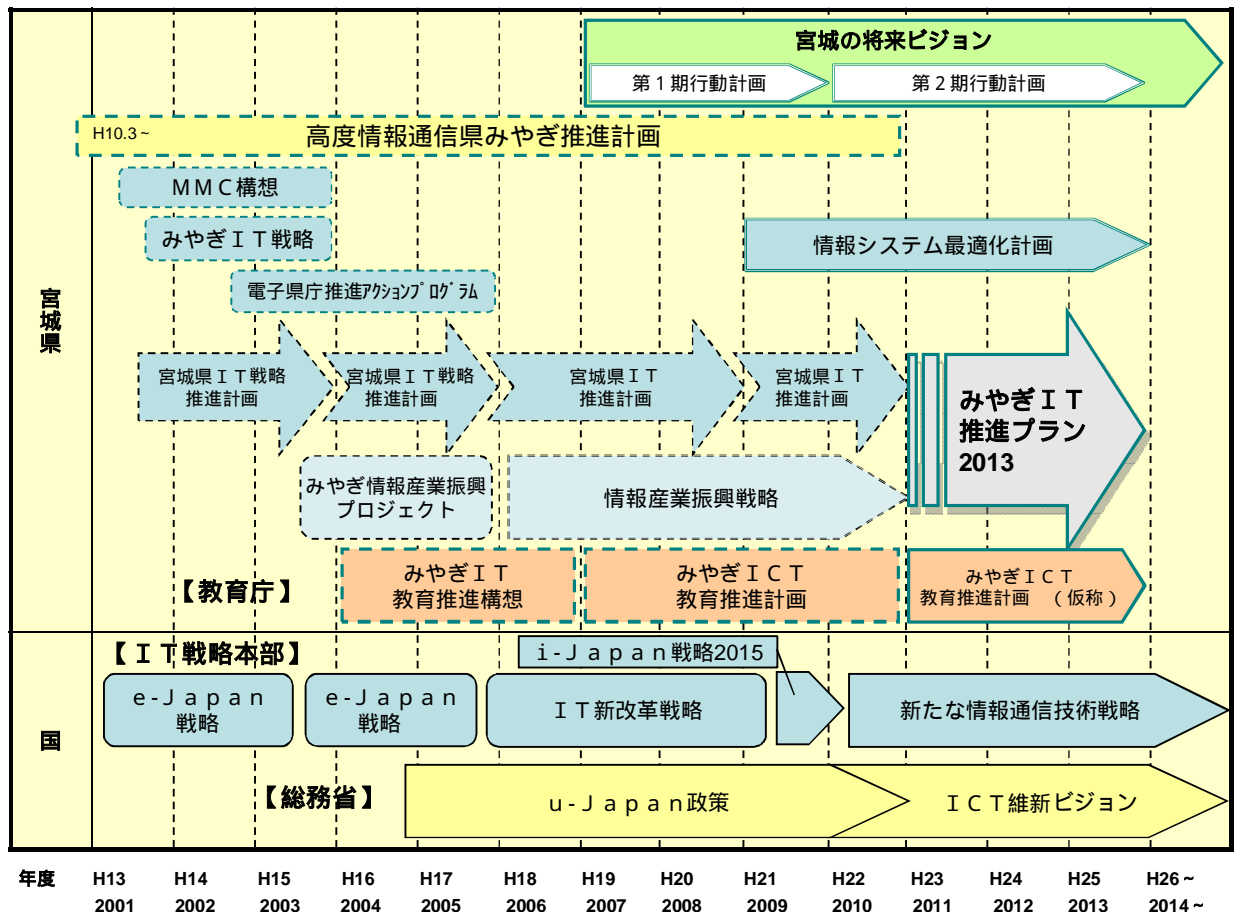 宮城の将来ビジョン
第１期行動計画
第２期行動計画
H10.3～
高度情報通信県みやぎ推進計画
ＭＭＣ構想
みやぎＩＴ戦略
情報システム最適化計画
電子県庁推進ｱｸｼｮﾝﾌﾟﾛｸﾞﾗﾑ
宮城県
宮城県ＩＴ戦略
推進計画
宮城県ＩＴ戦略
推進計画
宮城県ＩＴ
推進計画
宮城県ＩＴ
推進計画
みやぎＩＴ
推進プラン
2013
みやぎ情報産業振興
プロジェクト
情報産業振興戦略
【教育庁】
みやぎＩＴ
教育推進構想
みやぎＩＣＴ
教育推進計画
みやぎＩＣＴ
教育推進計画　（仮称）
国
【ＩＴ戦略本部】
ｉ-Ｊａｐａｎ戦略2015
ｅ-Ｊａｐａｎ
戦略
ｅ-Ｊａｐａｎ
戦略
ＩＴ新改革戦略
新たな情報通信技術戦略
【総務省】
ｕ-Ｊａｐａｎ政策
ＩＣＴ維新ビジョン
年度 H13 H14 H15 H16 H17 H18 H19 H20 H21 H22 H23 H24 H25 H26～
2001 2002 2003 2004 2005 2006 2007 2008 2009 2010 2011 2012 2013 2014～